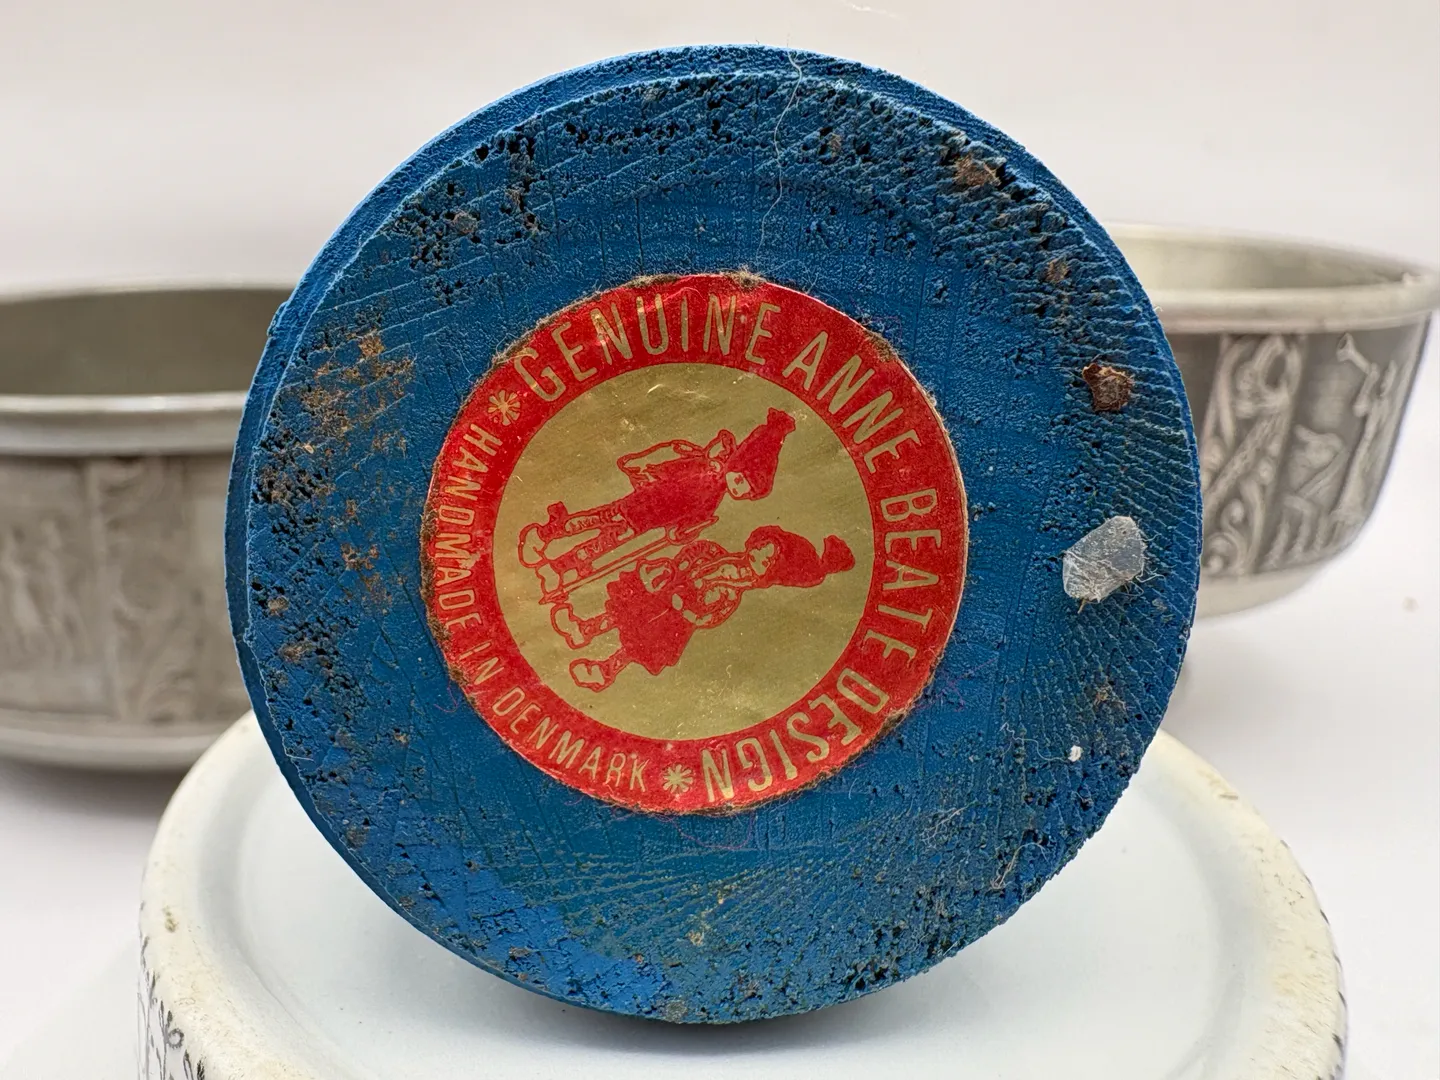 GENUINE ANNE BEATE DESIGN
* HANDMADE IN DENMARK *